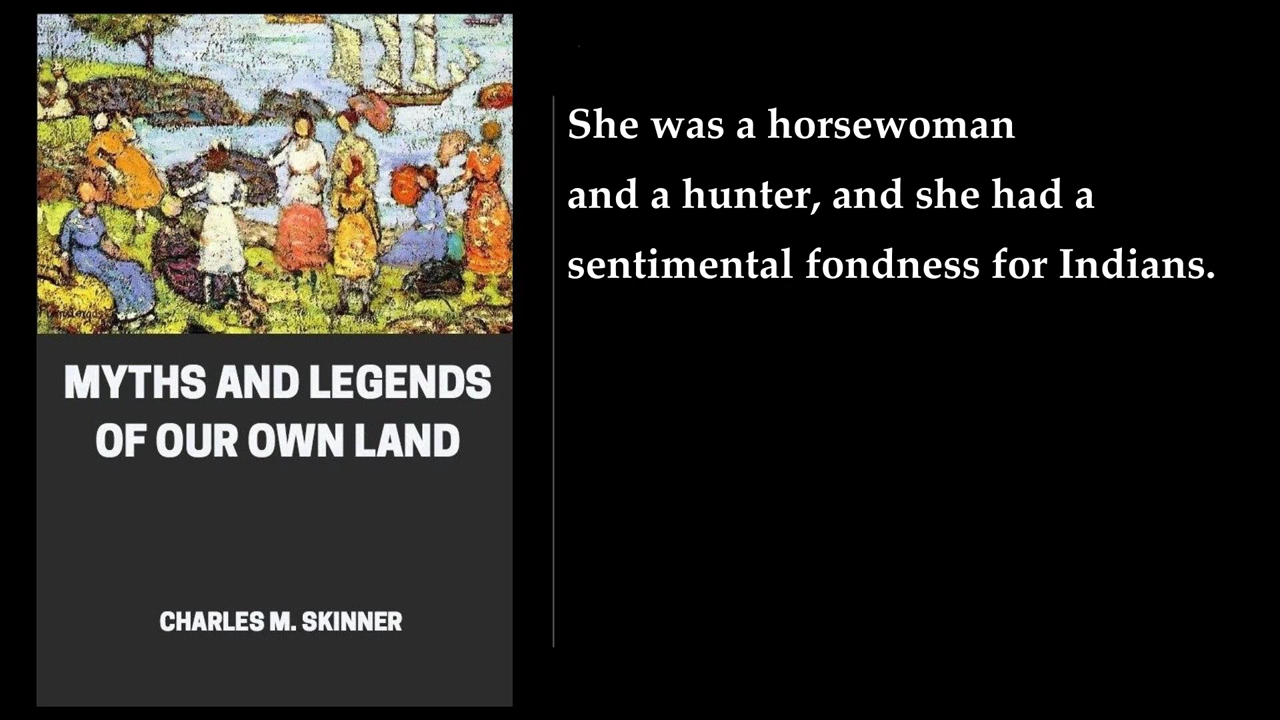 MYTHS AND LEGENDS
OF OUR OWN LAND
CHARLES M. SKINNER
She was a horsewoman
and a hunter, and she had a
sentimental fondness for Indians.